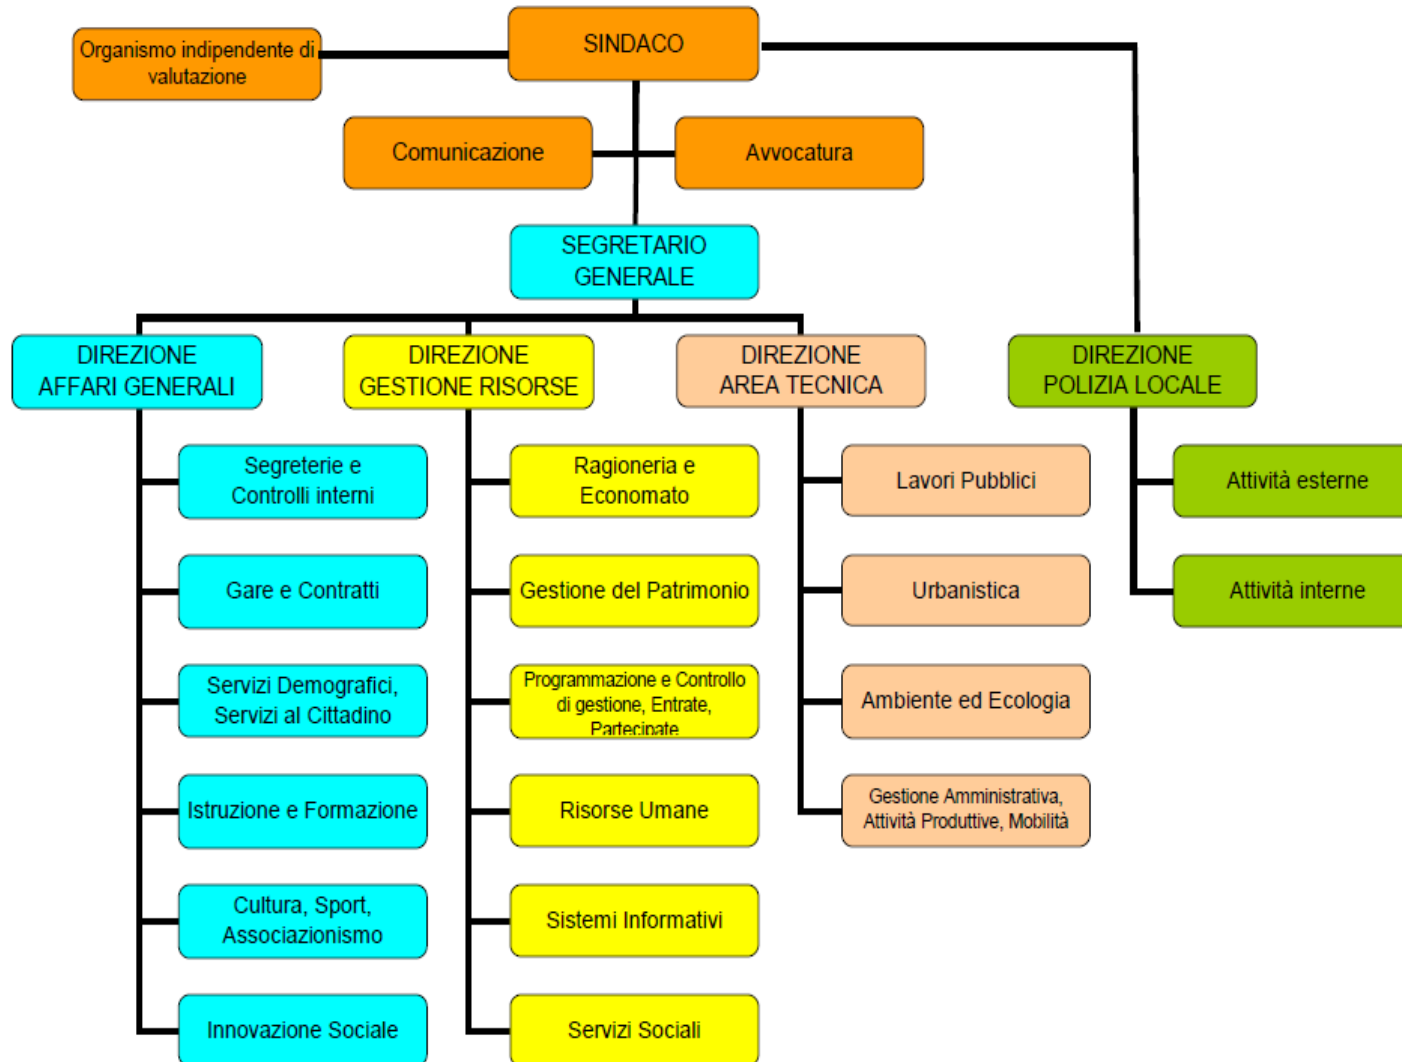 SINDACO
Organismo indipendente di
valutazione
Comunicazione
Avvocatura
SEGRETARIO
GENERALE
DIREZIONE
AFFARI GENERALI
DIREZIONE
GESTIONE RISORSE
DIREZIONE
AREA TECNICA
DIREZIONE
POLIZIA LOCALE
Segreterie e
Controlli interni
Gare e Contratti
Servizi Demografici,
Servizi al Cittadino
Istruzione e Formazione
Cultura, Sport,
Associazionismo
Innovazione Sociale
Ragioneria e
Economato
Gestione del Patrimonio
Programmazione e Controllo
di gestione, Entrate,
Partecipate
Risorse Umane
Sistemi Informativi
Servizi Sociali
Lavori Pubblici
Urbanistica
Ambiente ed Ecologia
Gestione Amministrativa,
Attività Produttive, Mobilità
Attività esterne
Attività interne